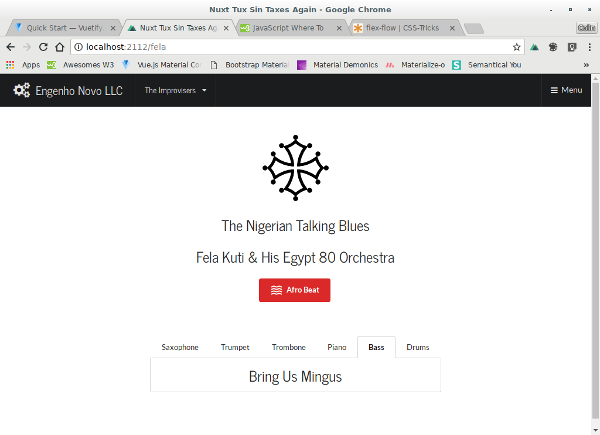 Nuxt Tux Sin Taxes Again - Google Chrome
Quick Start — Vuetify.
Nuxt Tux Sin Taxes Ag
JavaScript Where To
flex-flow | CSS-Tricks
localhost:2112/fela
Apps
Awesomes W3
Vue.js Material Co
Bootstrap Material
Material Demonics
Materialize-o
Semantical You
»
Engenho Novo LLC
The Improvisers
Menu
The Nigerian Talking Blues
Fela Kuti & His Egypt 80 Orchestra
Afro Beat
Saxophone Trumpet Trombone Piano Bass Drums
Bring Us Mingus